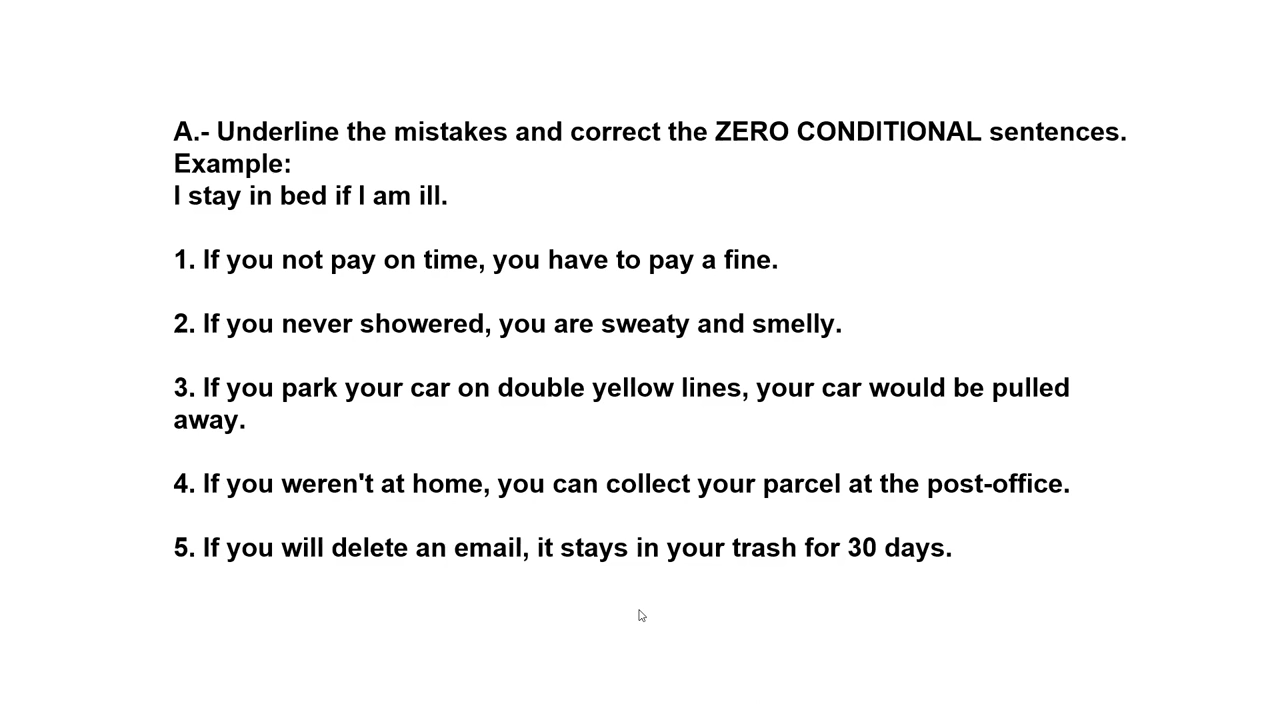 A.- Underline the mistakes and correct the ZERO CONDITIONAL sentences.
Example:
I stay in bed if I am ill.
1. If you not pay on time, you have to pay a fine.
2. If you never showered, you are sweaty and smelly.
3. If you park your car on double yellow lines, your car would be pulled
away.
4. If you weren't at home, you can collect your parcel at the post-office.
5. If you will delete an email, it stays in your trash for 30 days.